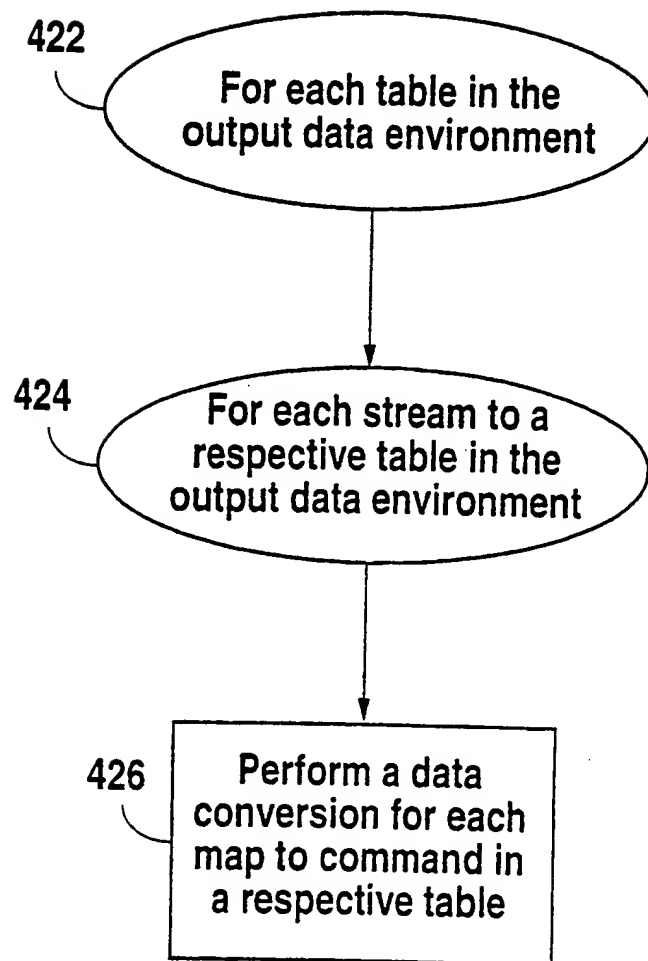 422
For each table in the
output data environment
424
For each stream to a
respective table in the
output data environment
426
Perform a data
conversion for each
map to command in
a respective table